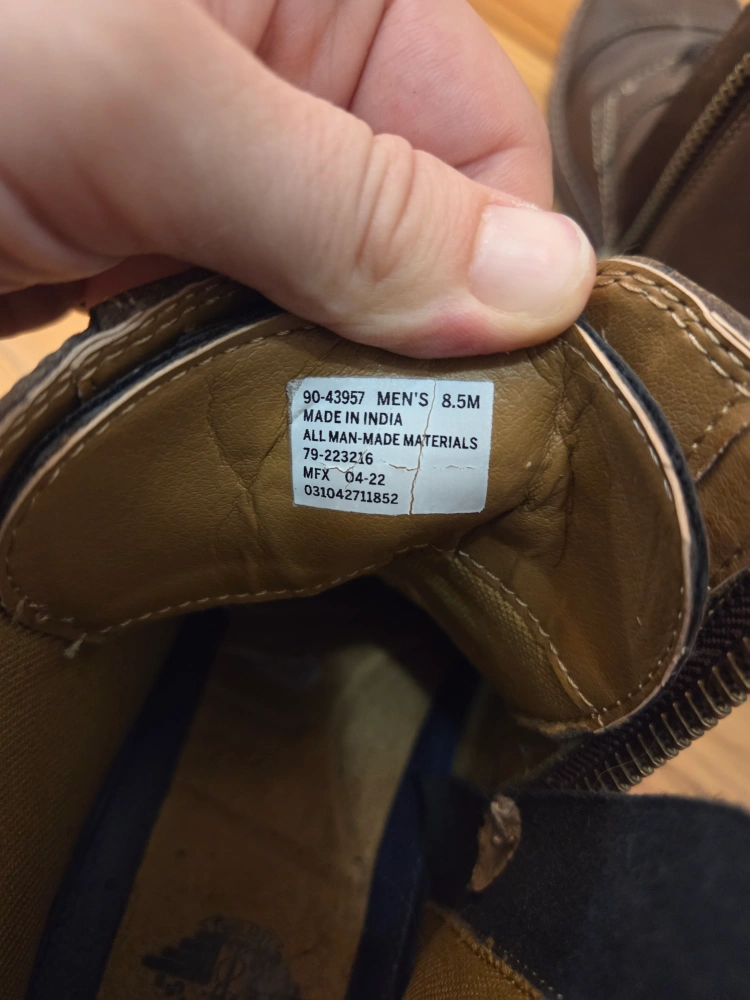 90-43957 MEN'S 8.5M
MADE IN INDIA
ALL MAN-MADE MATERIALS
79-223216
MFX 04-22
031042711852